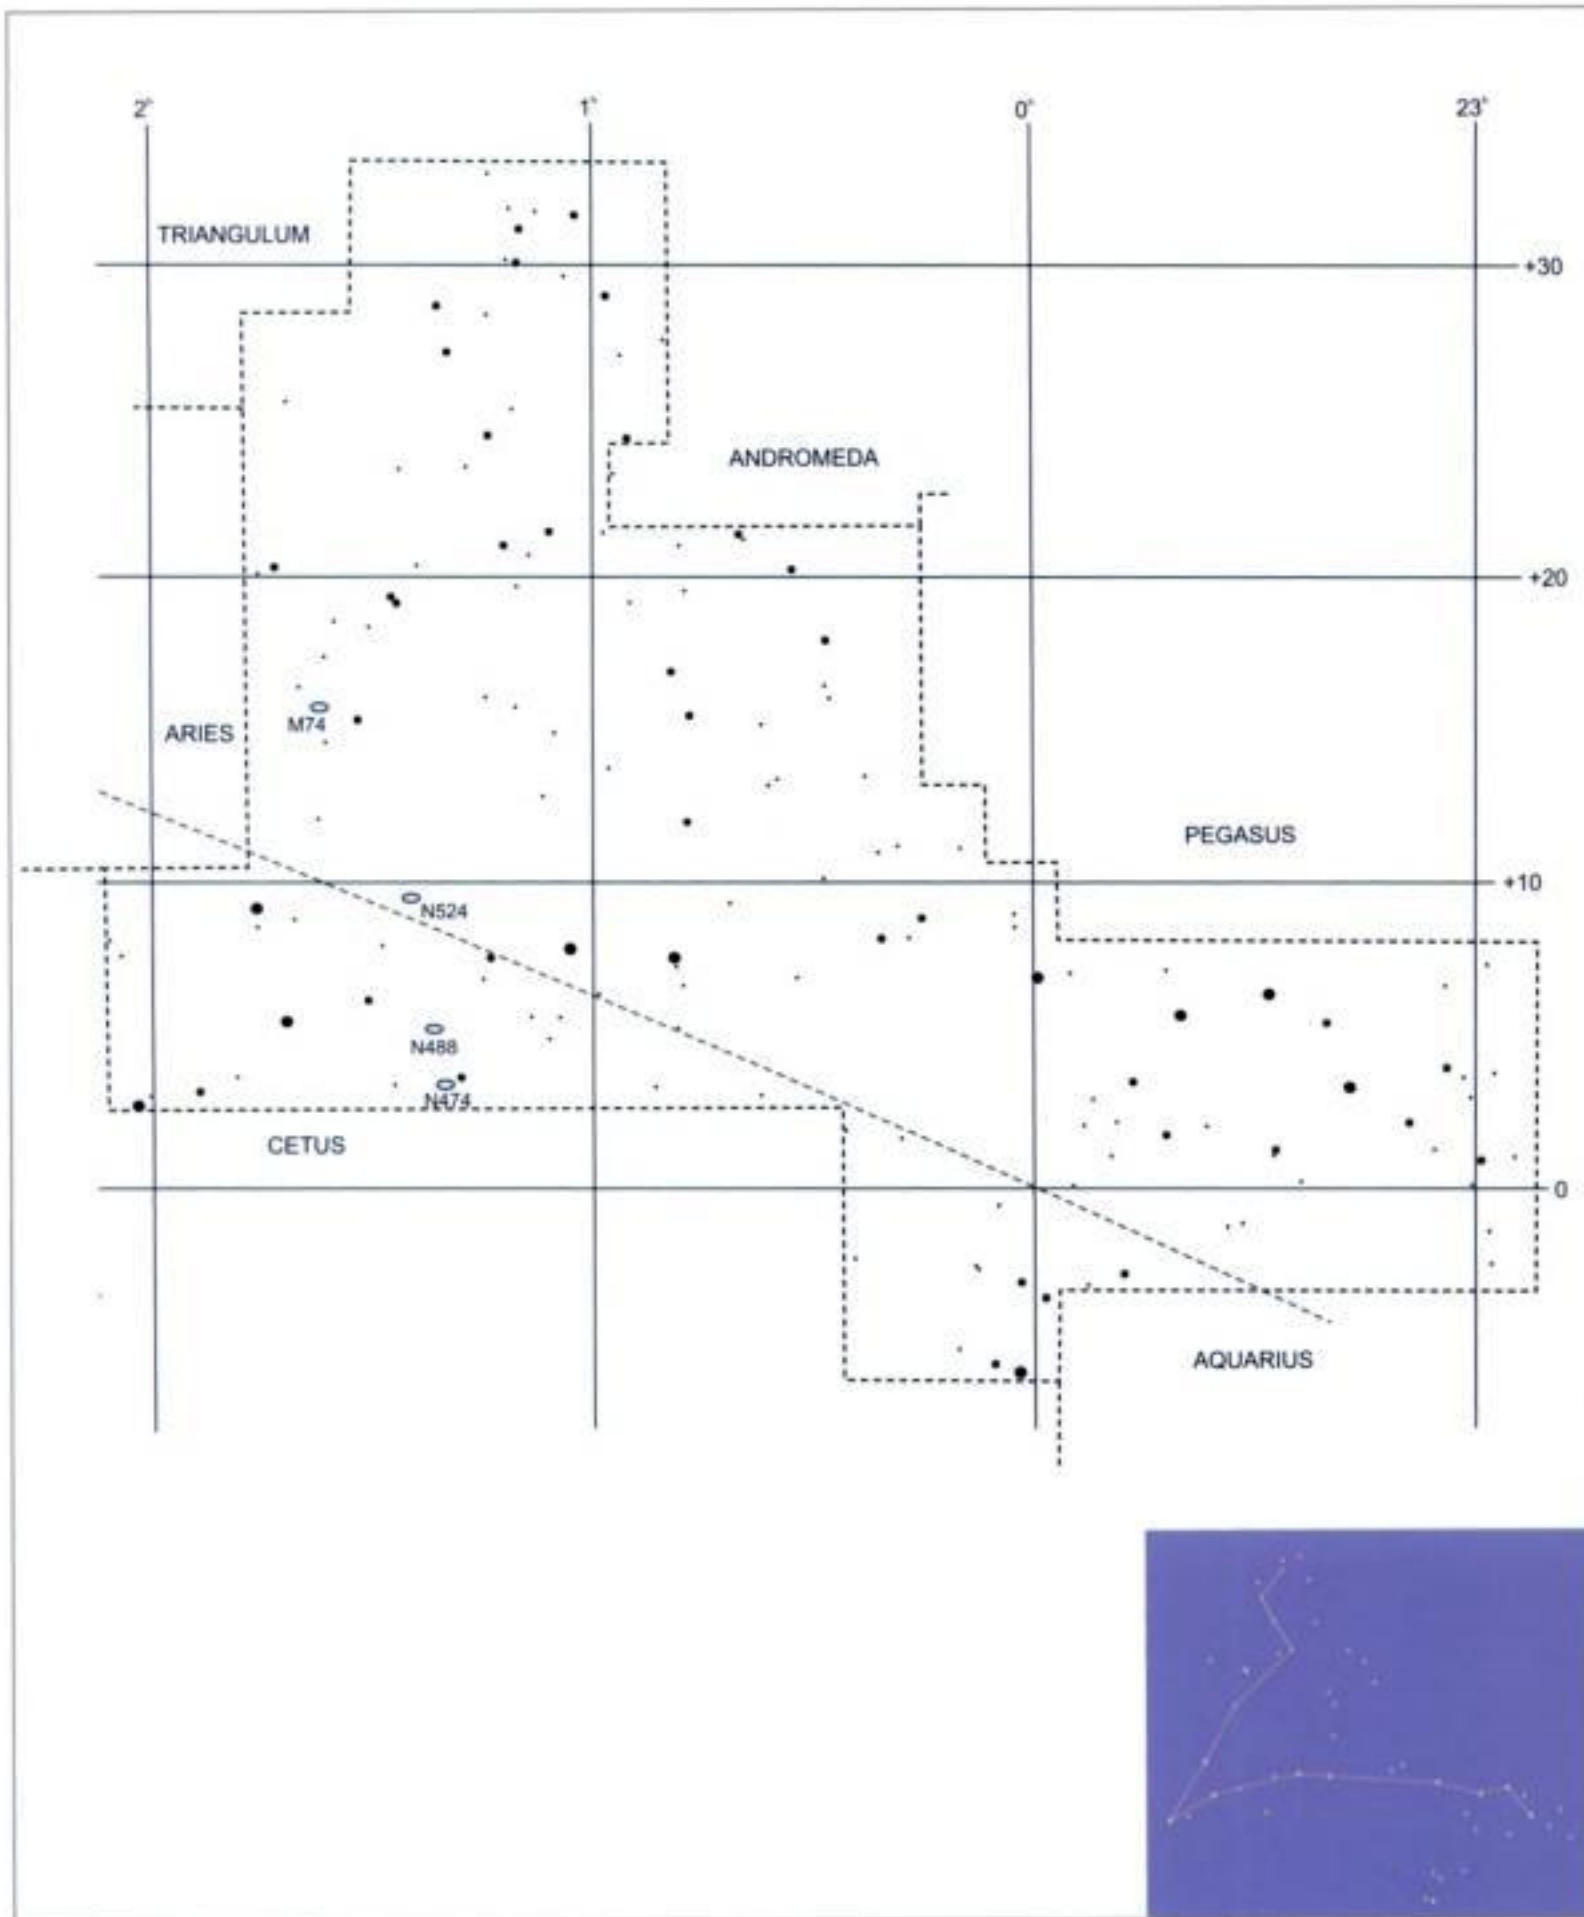 2ʰ 1ʰ 0ʰ 23ʰ
TRIANGULUM
+30
ANDROMEDA
+20
M74
ARIES
PEGASUS
+10
N524
N488
N474
CETUS
0
AQUARIUS